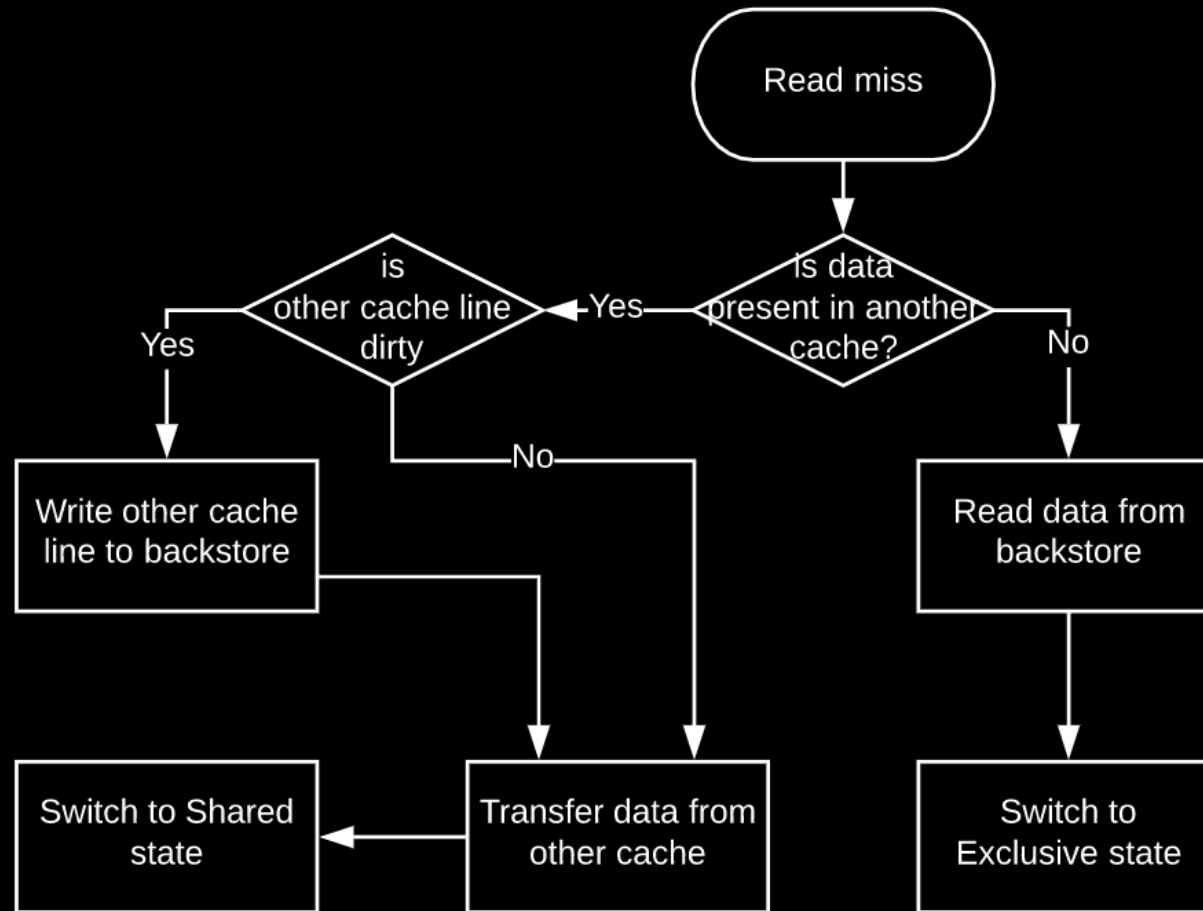 Read miss
is data
present in another
cache?
Yes
No
is
other cache line
dirty
Yes
No
Write other cache
line to backstore
Read data from
backstore
Switch to Shared
state
Transfer data from
other cache
Switch to
Exclusive state